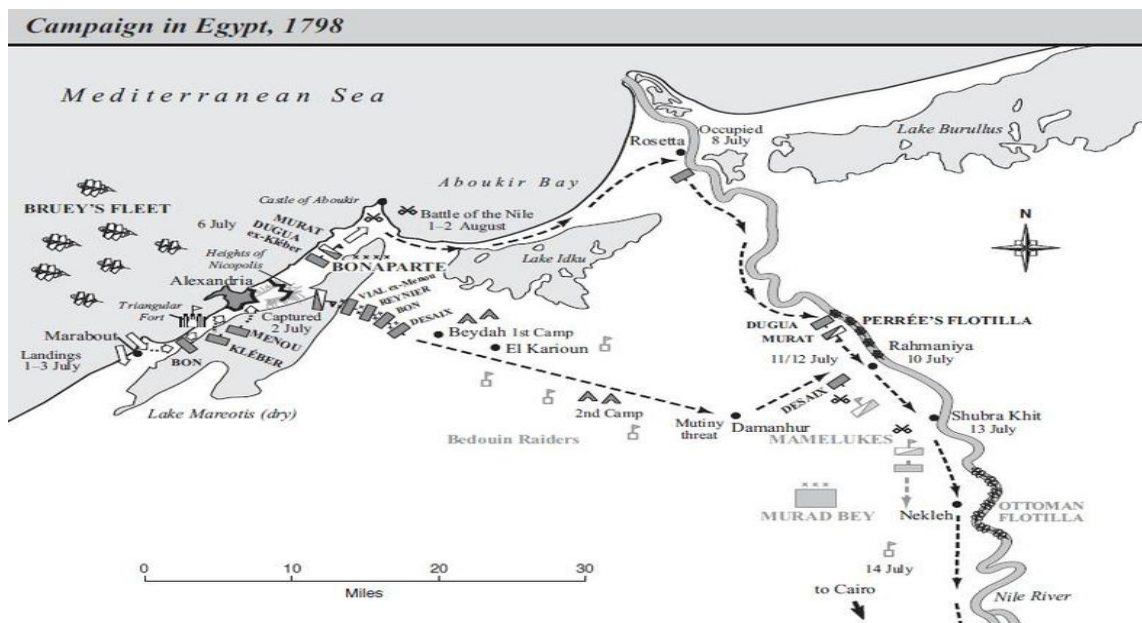 Campaign in Egypt, 1798
Mediterranean Sea
Occupied
8 July
Rosetta
Lake Burullus
Aboukir Bay
Castle of Aboukir
Battle of the Nile
1–2 August
BRUEY'S FLEET
6 July
MURAT
DUGUA
ex-Kléber
Heights of
Nicopolis
BONAPARTE
Lake Idku
N
Alexandria
Triangular
Fort
Captured
2 July
VIAL ex-Menou
REYNIER
BON
DESAIX
Marabout
Landings
1–3 July
BON
MENOU
KLÉBER
Beydah 1st Camp
El Karioun
DUGUA
MURAT
PERRÉE'S FLOTILLA
11/12 July
Rahmaniya
10 July
Lake Mareotis (dry)
2nd Camp
DESAIX
Bedouin Raiders
Mutiny
threat
Damanhur
MAMELUKES
Shubra Khit
13 July
MURAD BEY
Nekleh
OTTOMAN
FLOTILLA
14 July
to Cairo
Nile River
0
10
20
30
Miles